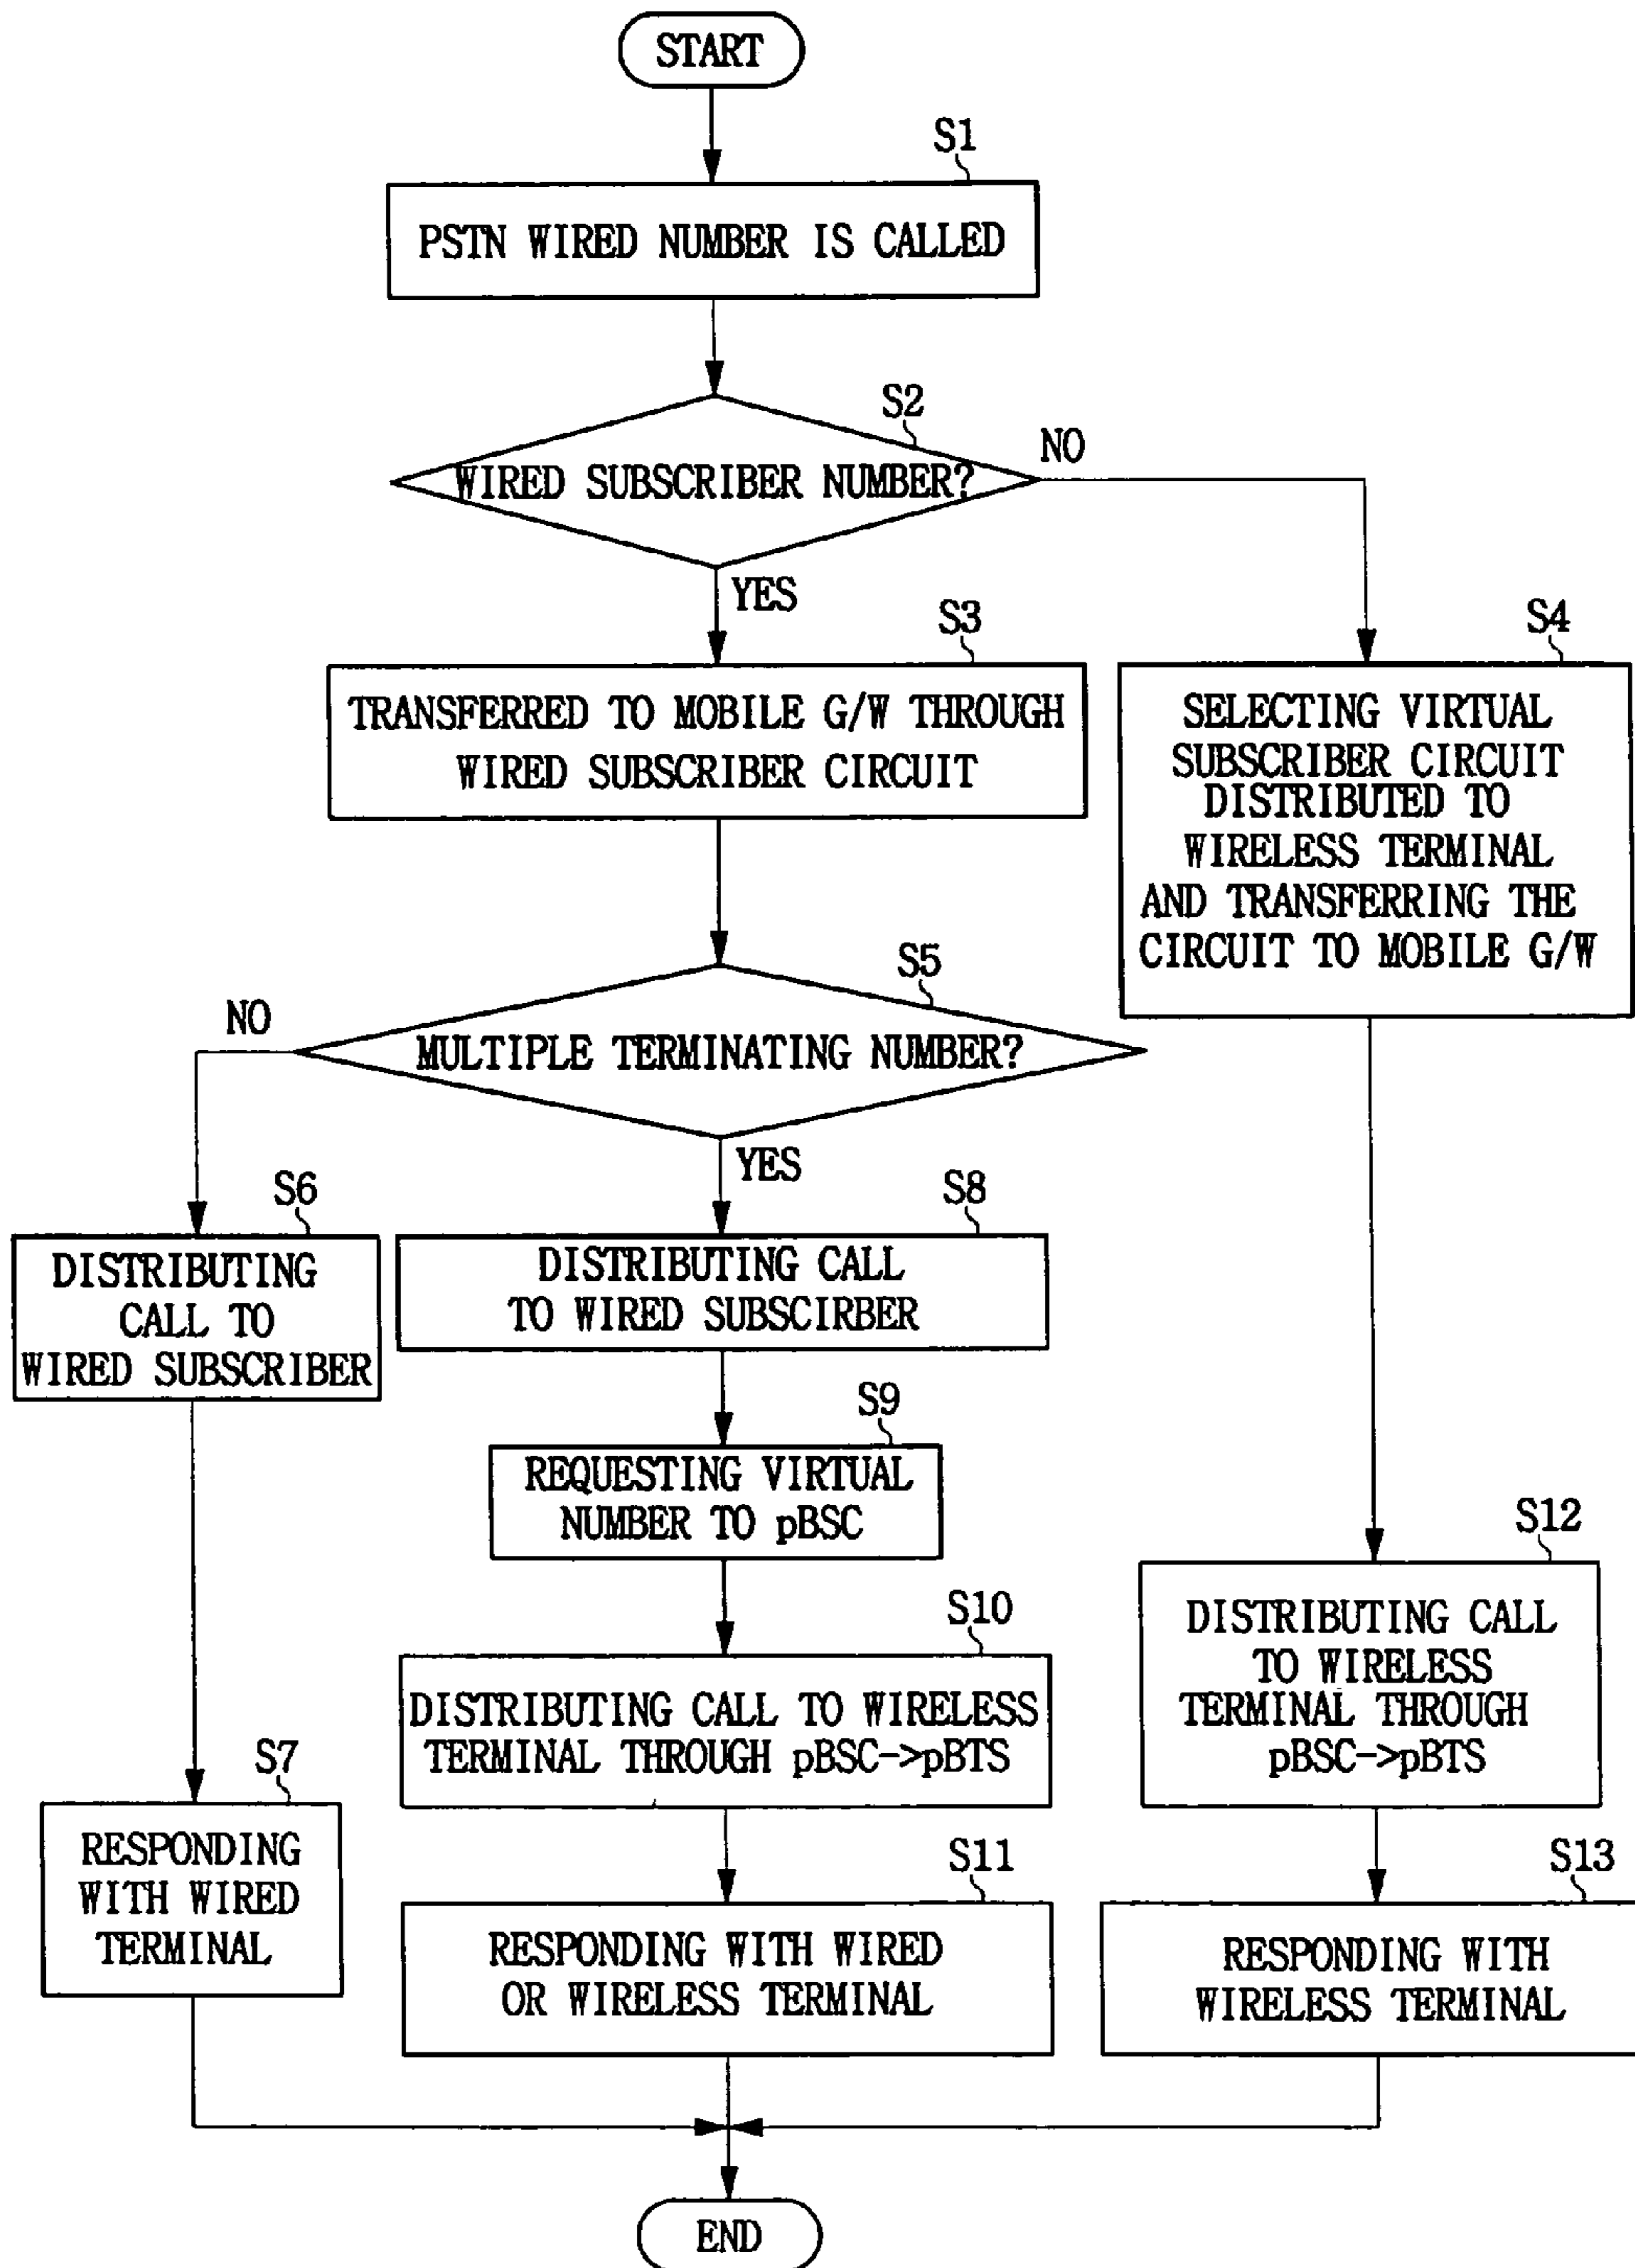 START
S1
PSTN WIRED NUMBER IS CALLED
S2
WIRED SUBSCRIBER NUMBER?
NO
YES
S3
TRANSFERRED TO MOBILE G/W THROUGH
WIRED SUBSCRIBER CIRCUIT
S4
SELECTING VIRTUAL
SUBSCRIBER CIRCUIT
DISTRIBUTED TO
WIRELESS TERMINAL
AND TRANSFERRING THE
CIRCUIT TO MOBILE G/W
S5
MULTIPLE TERMINATING NUMBER?
NO
YES
S6
DISTRIBUTING
CALL TO
WIRED SUBSCRIBER
S8
DISTRIBUTING CALL
TO WIRED SUBSCIRBER
S9
REQUESTING VIRTUAL
NUMBER TO pBSC
S10
DISTRIBUTING CALL TO WIRELESS
TERMINAL THROUGH pBSC->pBTS
S12
DISTRIBUTING CALL
TO WIRELESS
TERMINAL THROUGH
pBSC->pBTS
S7
RESPONDING
WITH WIRED
TERMINAL
S11
RESPONDING WITH WIRED
OR WIRELESS TERMINAL
S13
RESPONDING WITH
WIRELESS TERMINAL
END